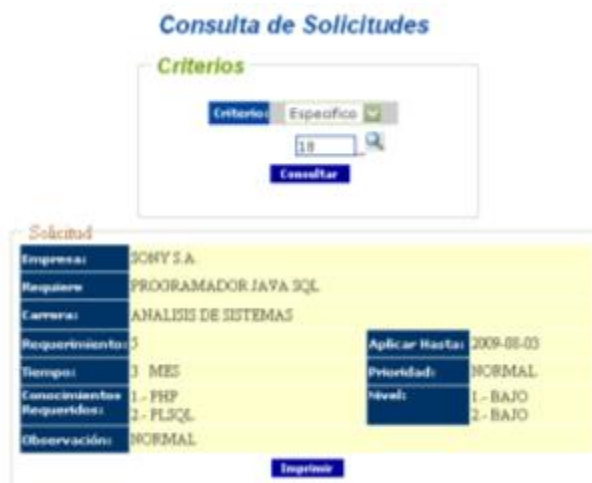 Consulta de Solicitudes
Criterios
Criterio: Especifico
18
Consultar
Solicitud
Empresa: SONY S.A.
Requiere PROGRAMADOR JAVA SQL
Carrera: ANALISIS DE SISTEMAS
Requerimiento: 5 Aplicar Hasta: 2009-08-03
Tiempo: 3 MES Prioridad: NORMAL
Conocimientos Requeridos: 1.- PHP Nivel: 1.- BAJO
2.- PLSQL 2.- BAJO
Observación: NORMAL
Imprimir